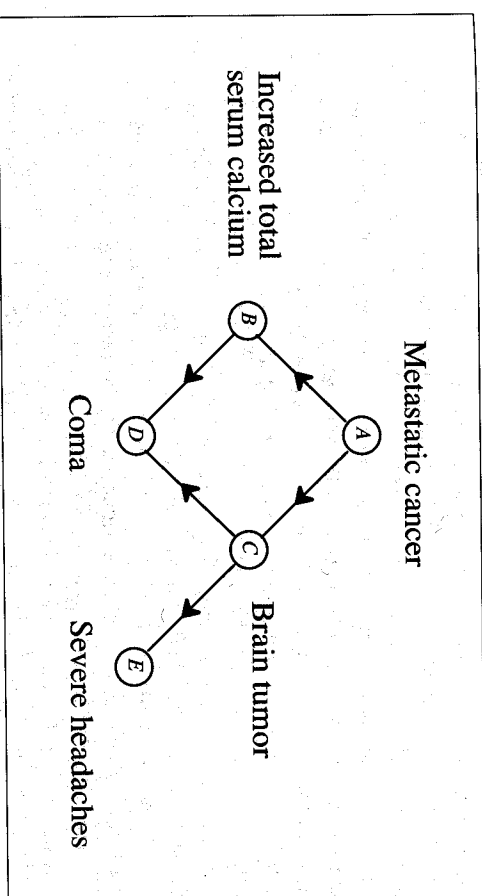 Metastatic cancer
A
Increased total
serum calcium
B
C
Brain tumor
D
Coma
E
Severe headaches